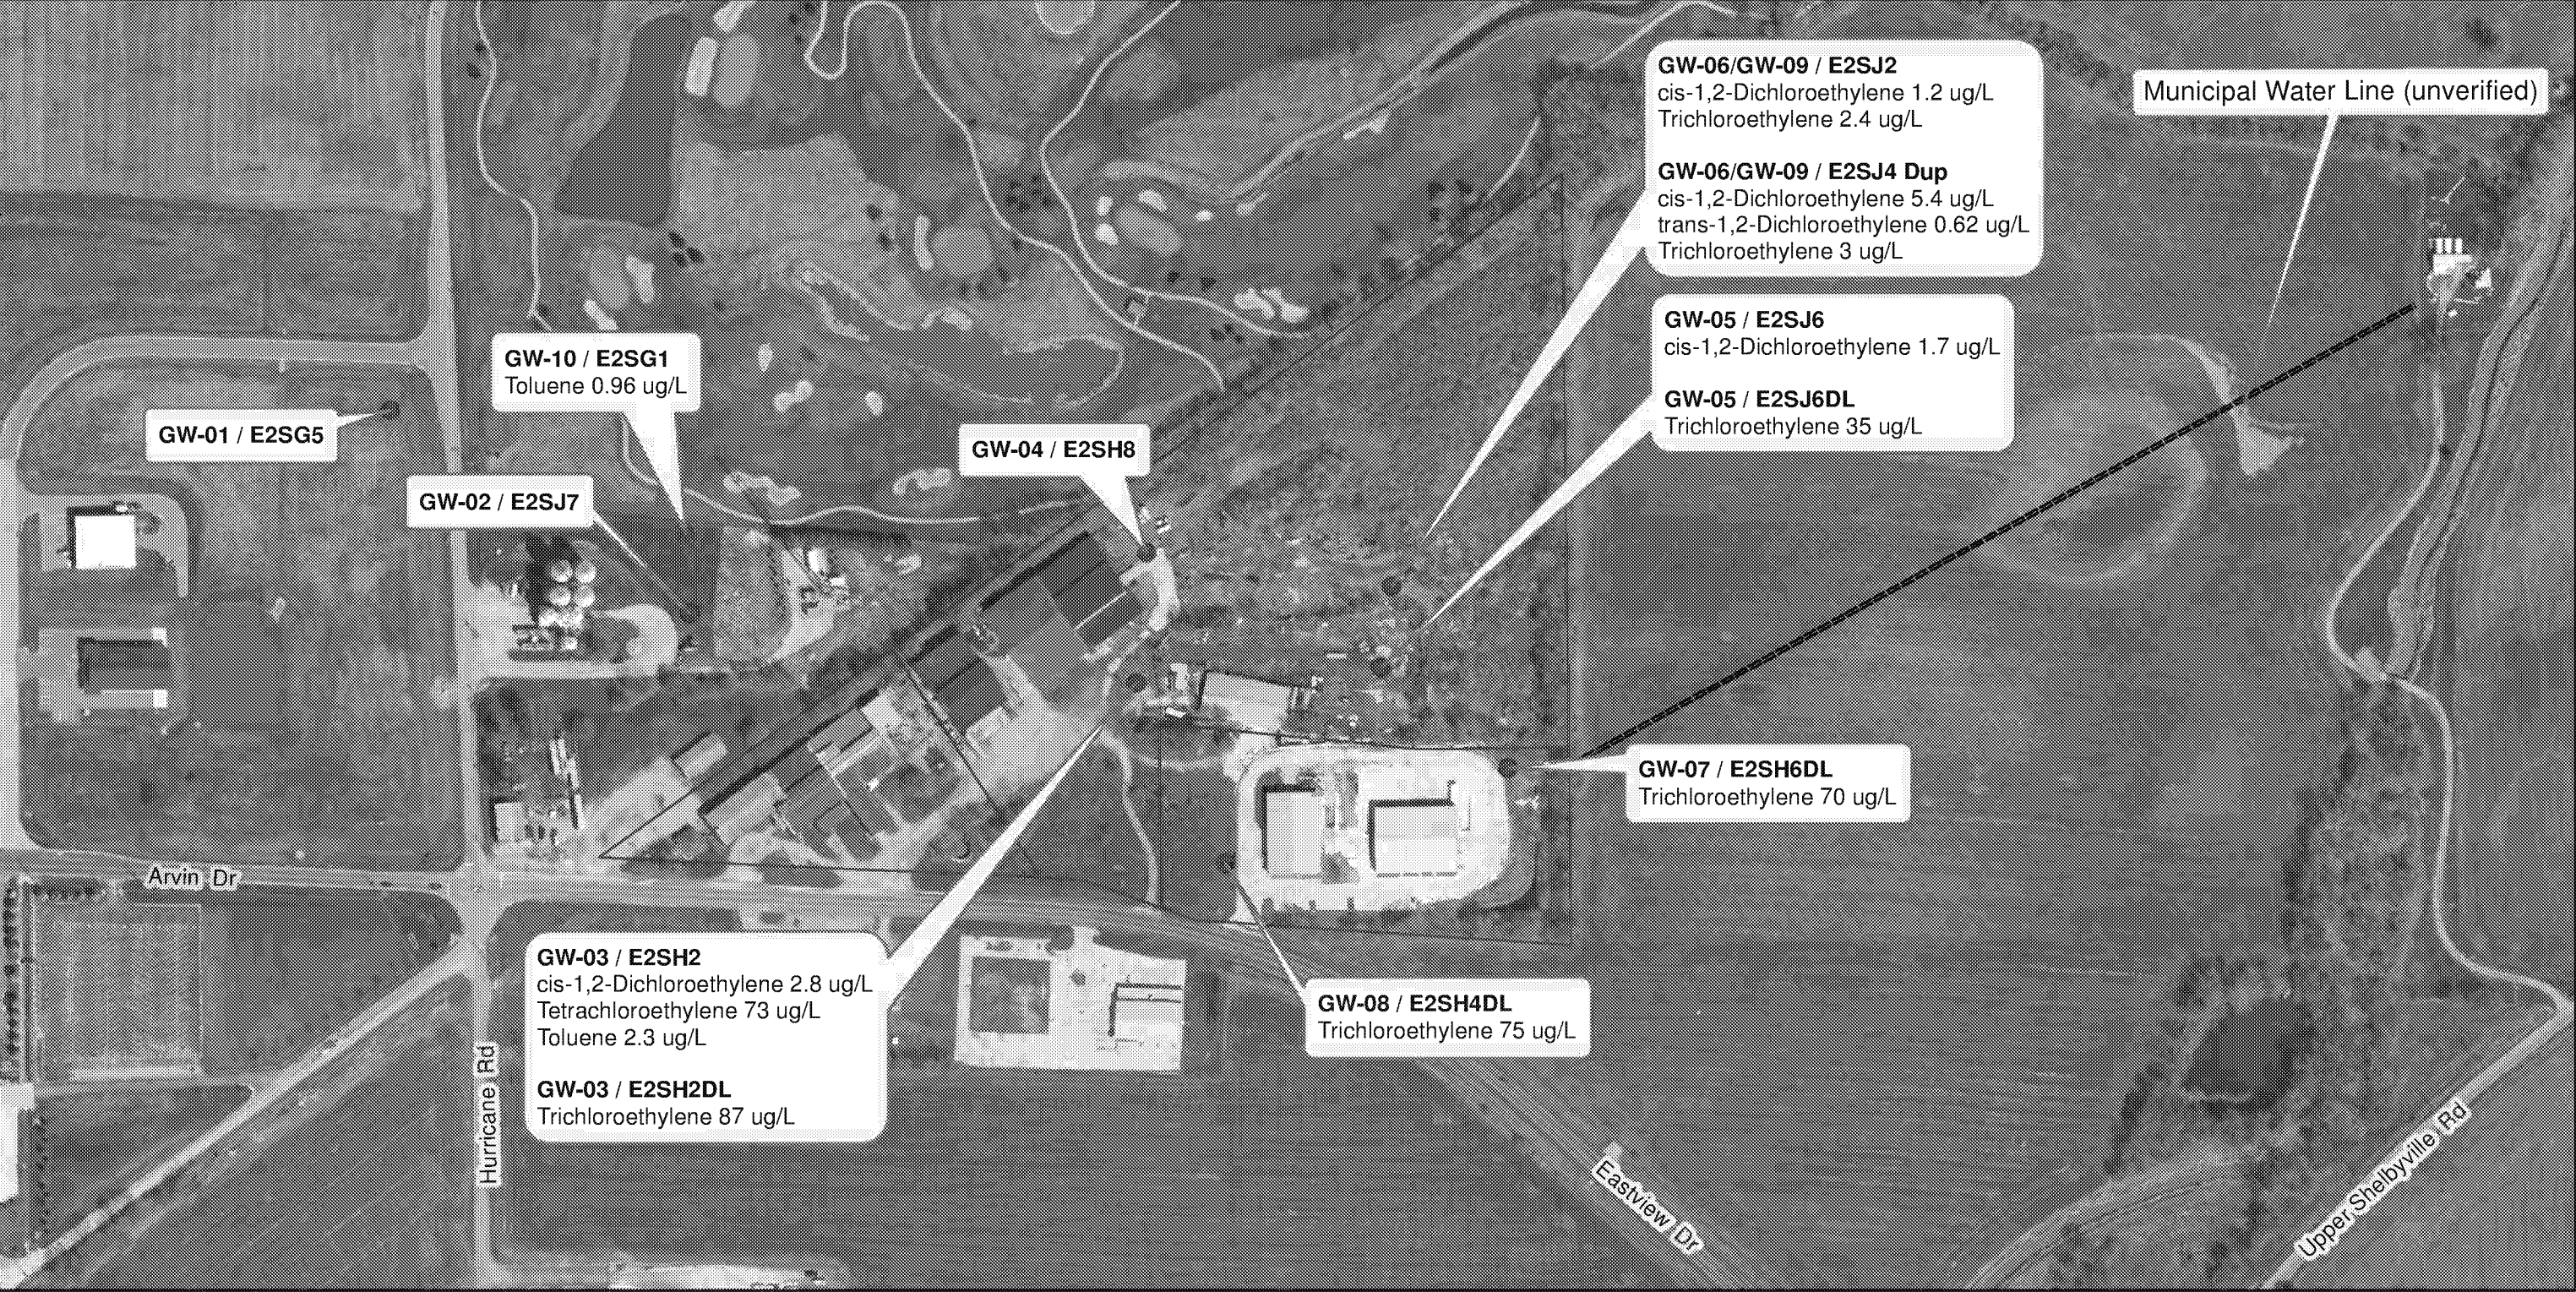 GW-06/GW-09 / E2SJ2
cis-1,2-Dichloroethylene 1.2 ug/L
Trichloroethylene 2.4 ug/L
GW-06/GW-09 / E2SJ4 Dup
cis-1,2-Dichloroethylene 5.4 ug/L
trans-1,2-Dichloroethylene 0.62 ug/L
Trichloroethylene 3 ug/L
Municipal Water Line (unverified)
GW-05 / E2SJ6
cis-1,2-Dichloroethylene 1.7 ug/L
GW-05 / E2SJ6DL
Trichloroethylene 35 ug/L
GW-10 / E2SG1
Toluene 0.96 ug/L
GW-01 / E2SG5
GW-04 / E2SH8
GW-02 / E2SJ7
GW-07 / E2SH6DL
Trichloroethylene 70 ug/L
Arvin Dr
GW-03 / E2SH2
cis-1,2-Dichloroethylene 2.8 ug/L
Tetrachloroethylene 73 ug/L
Toluene 2.3 ug/L
GW-03 / E2SH2DL
Trichloroethylene 87 ug/L
GW-08 / E2SH4DL
Trichloroethylene 75 ug/L
Hurricane Rd
Eastview Dr
Upper Shelbyville Rd